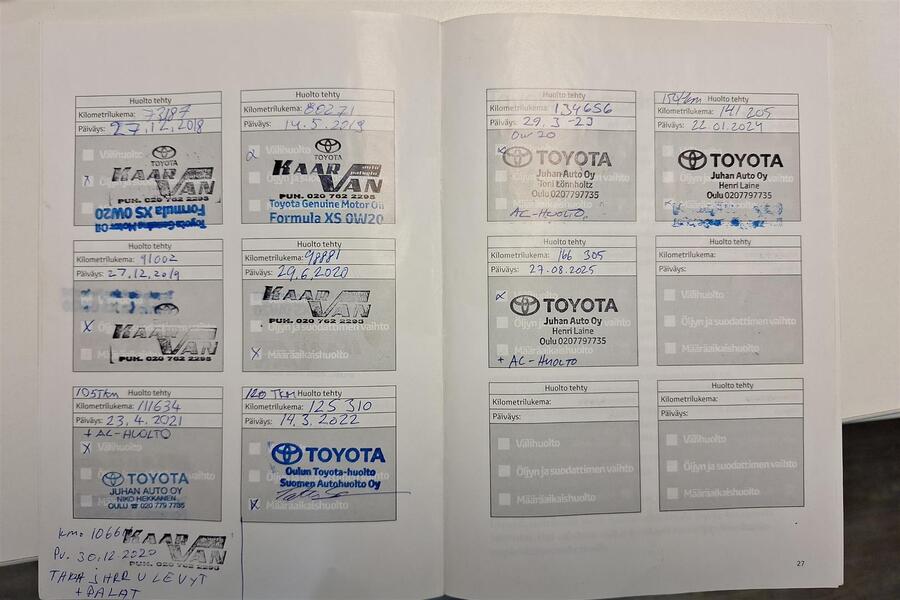 Huolto tehty
Kilometrilukema: 73187
Päiväys: 27.12.2018
Välihuolto
x
TOYOTA
KAAR VAN
PUH. 020 762 2295
Toyota Genuine Motor Oil
Formula XS 0W20
Huolto tehty
Kilometrilukema: 80271
Päiväys: 14.5.2019
x
TOYOTA
KAAR VAN
PUH. 020 762 2295
Toyota Genuine Motor Oil
Formula XS 0W20
Huolto tehty
Kilometrilukema: 91002
Päiväys: 27.12.2019
x
KAAR VAN
PUH. 020 762 2295
Huolto tehty
Kilometrilukema: 98881
Päiväys: 29.6.2020
KAAR VAN
PUH. 020 762 2295
Öljyn ja suodattimen vaihto
x Määräaikaishuolto
105TKM Huolto tehty
Kilometrilukema: 111634
Päiväys: 23.4.2021
+ AC-HUOLTO
x Välihuolto
TOYOTA
JUHAN AUTO OY
NIKO HEKKANEN
OULU ☎ 020 779 7735
120 TKM Huolto tehty
Kilometrilukema: 125 310
Päiväys: 14.3.2022
TOYOTA
Oulun Toyota-huolto
Suomen Autohuolto Oy
x Määräaikaishuolto
km:
KAAR VAN
Pv. 30.12.2020
PUH. 020 762 2295
TAKA jARRULEVYT
+ PALAT
Huolto tehty
Kilometrilukema: 134656
Päiväys: 29.3-23
0W20
x
TOYOTA
Juhan Auto Oy
Toni Lönnholtz
Oulu 0207797735
AC-HUOLTO.
Huolto tehty
Kilometrilukema: 141 205
Päiväys: 22.01.2024
TOYOTA
Juhan Auto Oy
Henri Laine
Oulu 0207797735
Huolto tehty
Kilometrilukema: 166 305
Päiväys: 27.08.2025
x
TOYOTA
Juhan Auto Oy
Henri Laine
Oulu 0207797735
+ AC-HUOLTO
Huolto tehty
Kilometrilukema:
Päiväys:
Välihuolto
Öljyn ja suodattimen vaihto
Määräaikaishuolto
Huolto tehty
Kilometrilukema:
Päiväys:
Välihuolto
Öljyn ja suodattimen vaihto
Määräaikaishuolto
Huolto tehty
Kilometrilukema:
Päiväys:
Välihuolto
Öljyn ja suodattimen vaihto
Määräaikaishuolto
27